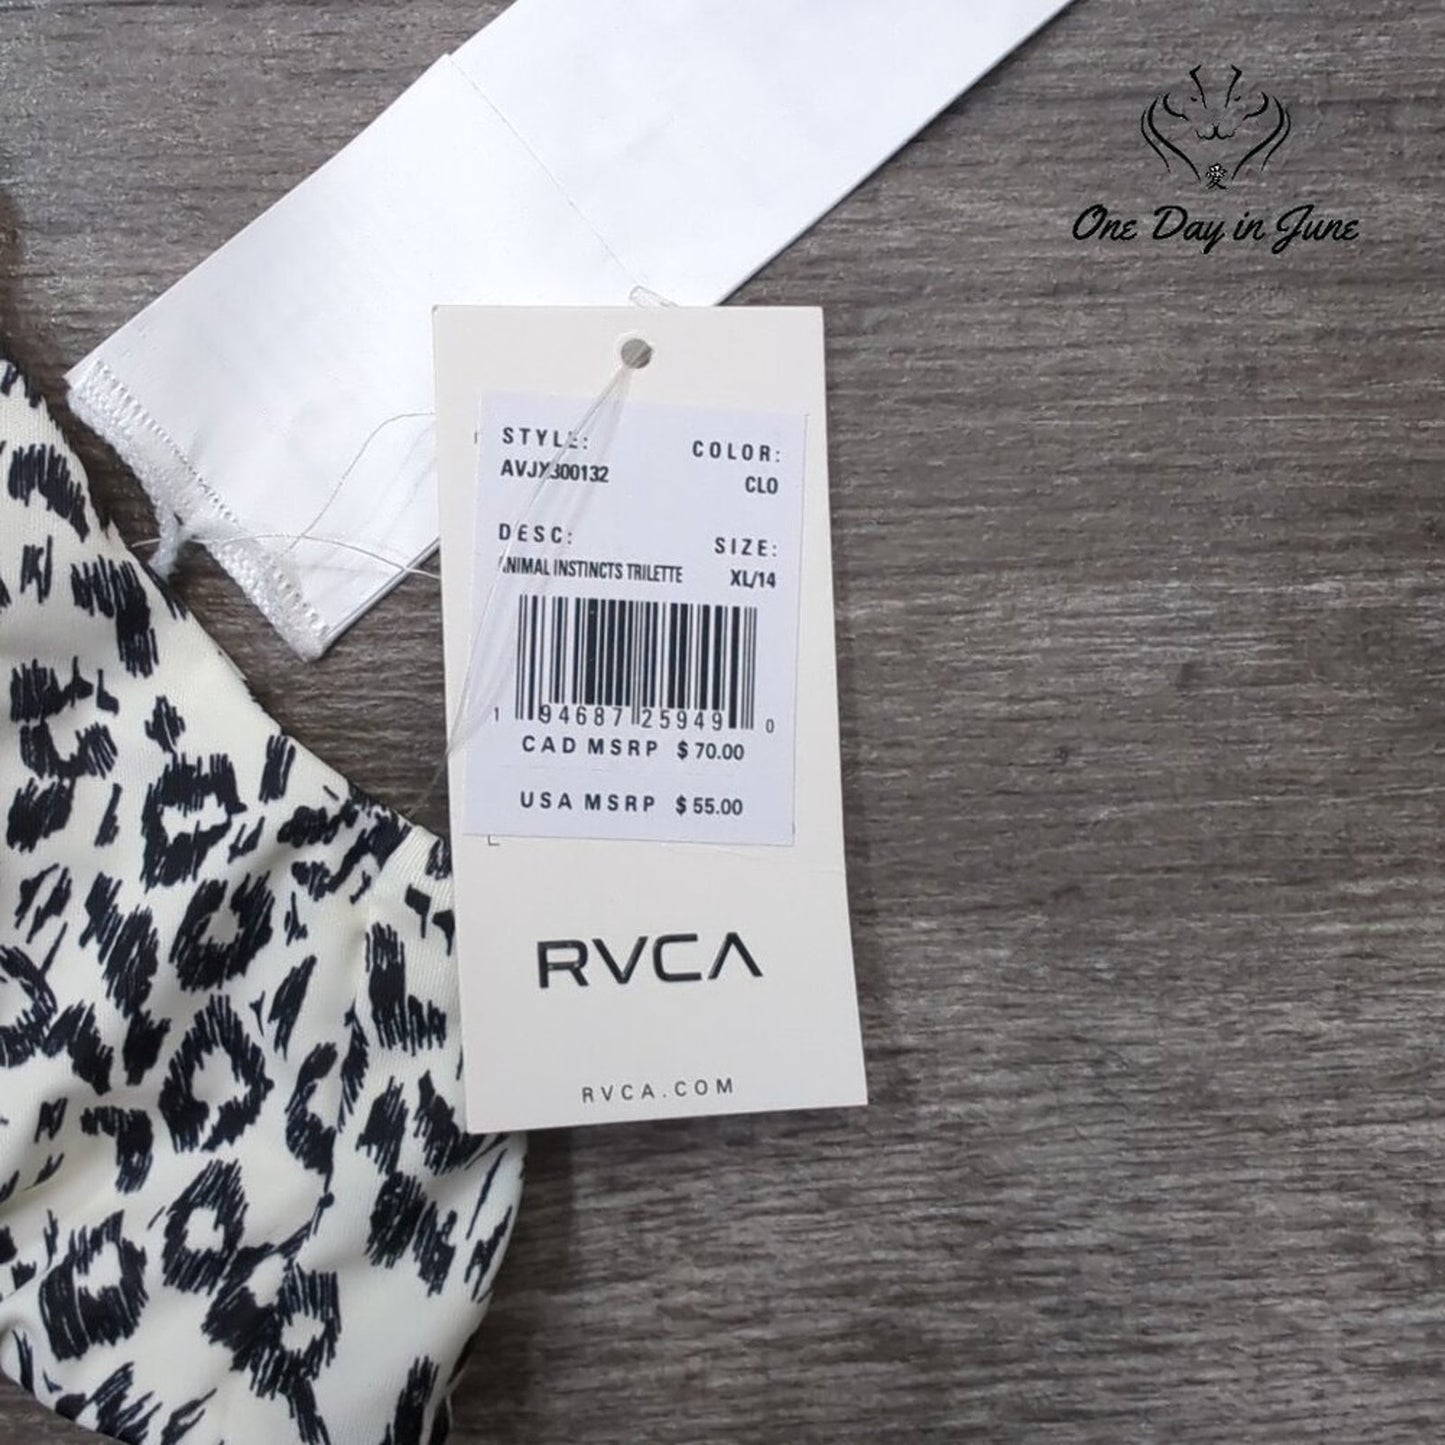 愛
One Day in June
STYLE:
AVJX300132
COLOR:
CLO
DESC:
ANIMAL INSTINCTS TRILETTE
SIZE:
XL/14
1 94687 25949 0
CAD MSRP $ 70.00
USA MSRP $ 55.00
RVCA
RVCA.COM